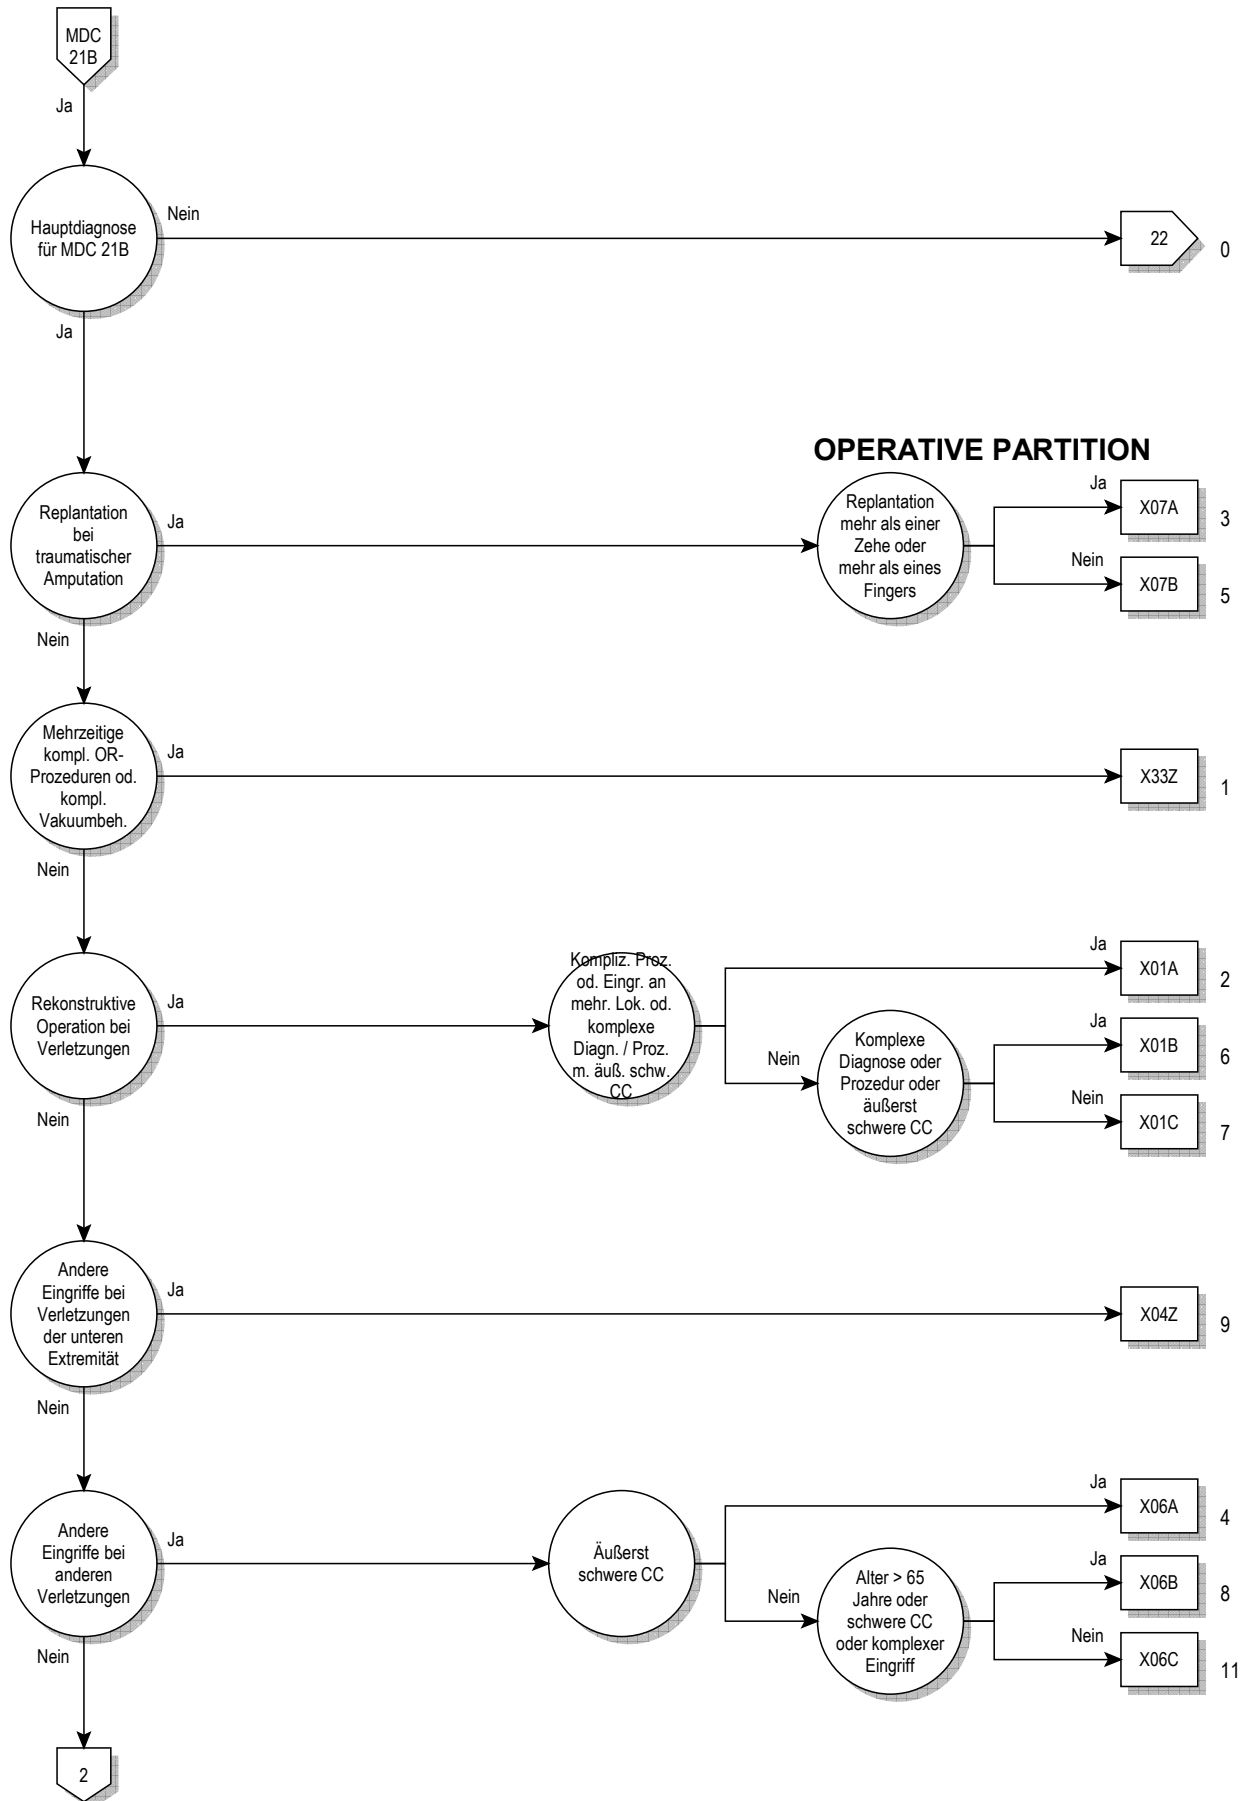 MDC
21B
Ja
Hauptdiagnose
für MDC 21B
Nein
22
0
Ja
OPERATIVE PARTITION
Replantation
bei
traumatischer
Amputation
Ja
Replantation
mehr als einer
Zehe oder
mehr als eines
Fingers
Ja
X07A
3
Nein
X07B
5
Nein
Mehrzeitige
kompl. OR-
Prozeduren od.
kompl.
Vakuumbeh.
Ja
X33Z
1
Nein
Rekonstruktive
Operation bei
Verletzungen
Ja
Kompliz. Proz.
od. Eingr. an
mehr. Lok. od.
komplexe
Diagn. / Proz.
m. äuß. schw.
CC
Ja
X01A
2
Nein
Komplexe
Diagnose oder
Prozedur oder
äußerst
schwere CC
Ja
X01B
6
Nein
X01C
7
Nein
Andere
Eingriffe bei
Verletzungen
der unteren
Extremität
Ja
X04Z
9
Nein
Andere
Eingriffe bei
anderen
Verletzungen
Ja
Äußerst
schwere CC
Ja
X06A
4
Nein
Alter > 65
Jahre oder
schwere CC
oder komplexer
Eingriff
Ja
X06B
8
Nein
X06C
11
Nein
2